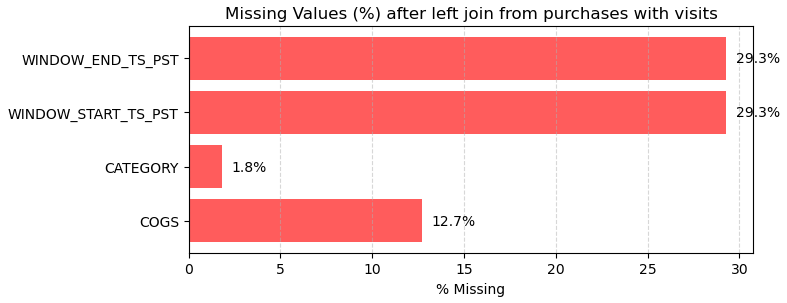 Missing Values (%) after left join from purchases with visits
WINDOW_END_TS_PST
29.3%
WINDOW_START_TS_PST
29.3%
CATEGORY
1.8%
COGS
12.7%
0 5 10 15 20 25 30
% Missing